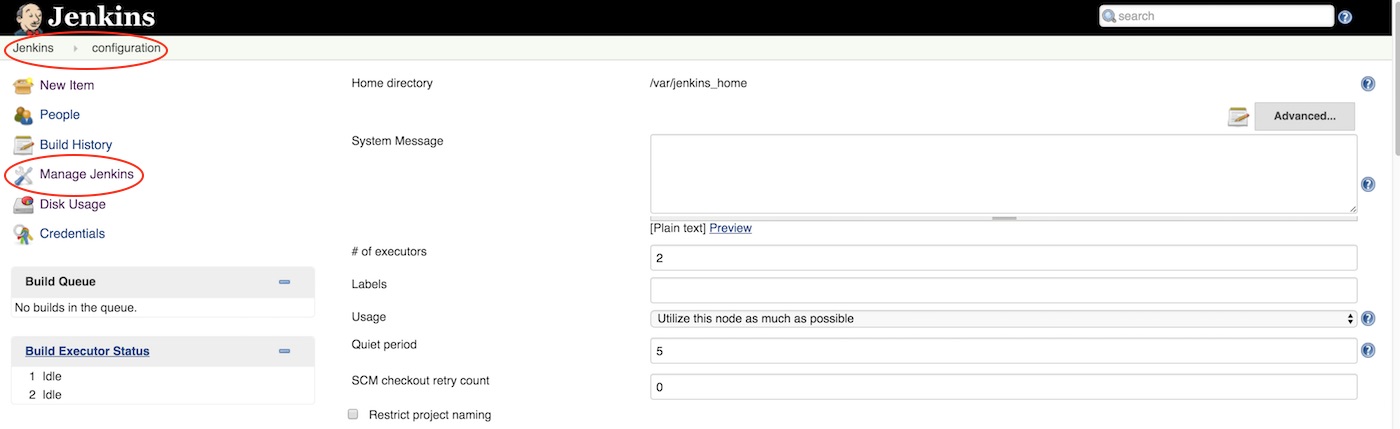 Jenkins
search
Jenkins configuration
New Item
People
Build History
Manage Jenkins
Disk Usage
Credentials
Build Queue
No builds in the queue.
Build Executor Status
1 Idle
2 Idle
Home directory /var/jenkins_home
Advanced...
System Message
[Plain text] Preview
# of executors 2
Labels
Usage Utilize this node as much as possible
Quiet period 5
SCM checkout retry count 0
Restrict project naming